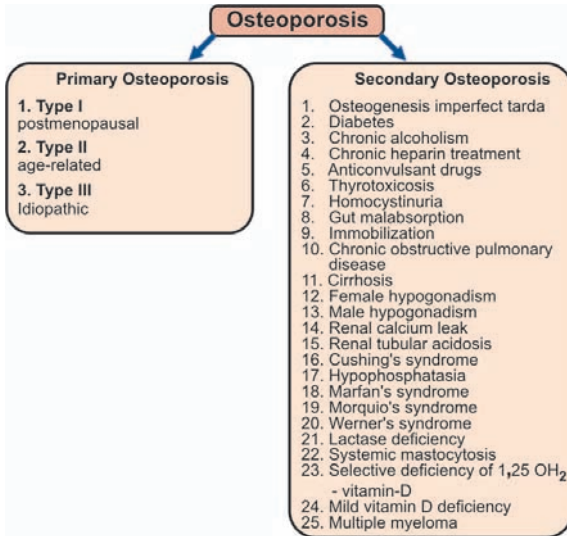 Osteoporosis
Primary Osteoporosis
1. Type I
postmenopausal
2. Type II
age-related
3. Type III
Idiopathic
Secondary Osteoporosis
1. Osteogenesis imperfect tarda
2. Diabetes
3. Chronic alcoholism
4. Chronic heparin treatment
5. Anticonvulsant drugs
6. Thyrotoxicosis
7. Homocystinuria
8. Gut malabsorption
9. Immobilization
10. Chronic obstructive pulmonary
disease
11. Cirrhosis
12. Female hypogonadism
13. Male hypogonadism
14. Renal calcium leak
15. Renal tubular acidosis
16. Cushing's syndrome
17. Hypophosphatasia
18. Marfan's syndrome
19. Morquio's syndrome
20. Werner's syndrome
21. Lactase deficiency
22. Systemic mastocytosis
23. Selective deficiency of 1,25 OH₂
- vitamin-D
24. Mild vitamin D deficiency
25. Multiple myeloma